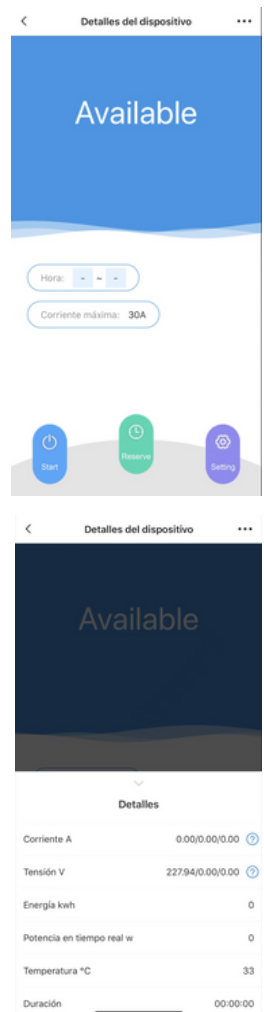 Detalles del dispositivo
Available
Hora: - ~ -
Corriente máxima: 30A
Start
Reserve
Setting
Detalles del dispositivo
Available
Detalles
Corriente A 0.00/0.00/0.00 ?
Tensión V 227.94/0.00/0.00 ?
Energía kwh 0
Potencia en tiempo real w 0
Temperatura °C 33
Duración 00:00:00